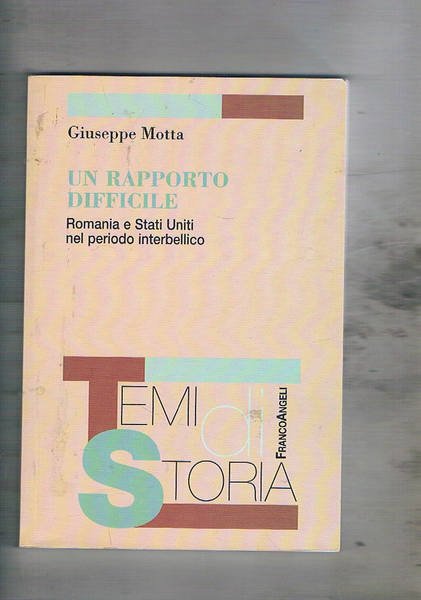 Giuseppe Motta
UN RAPPORTO
DIFFICILE
Romania e Stati Uniti
nel periodo interbellico
TEMI
di
STORIA
FRANCOANGELI